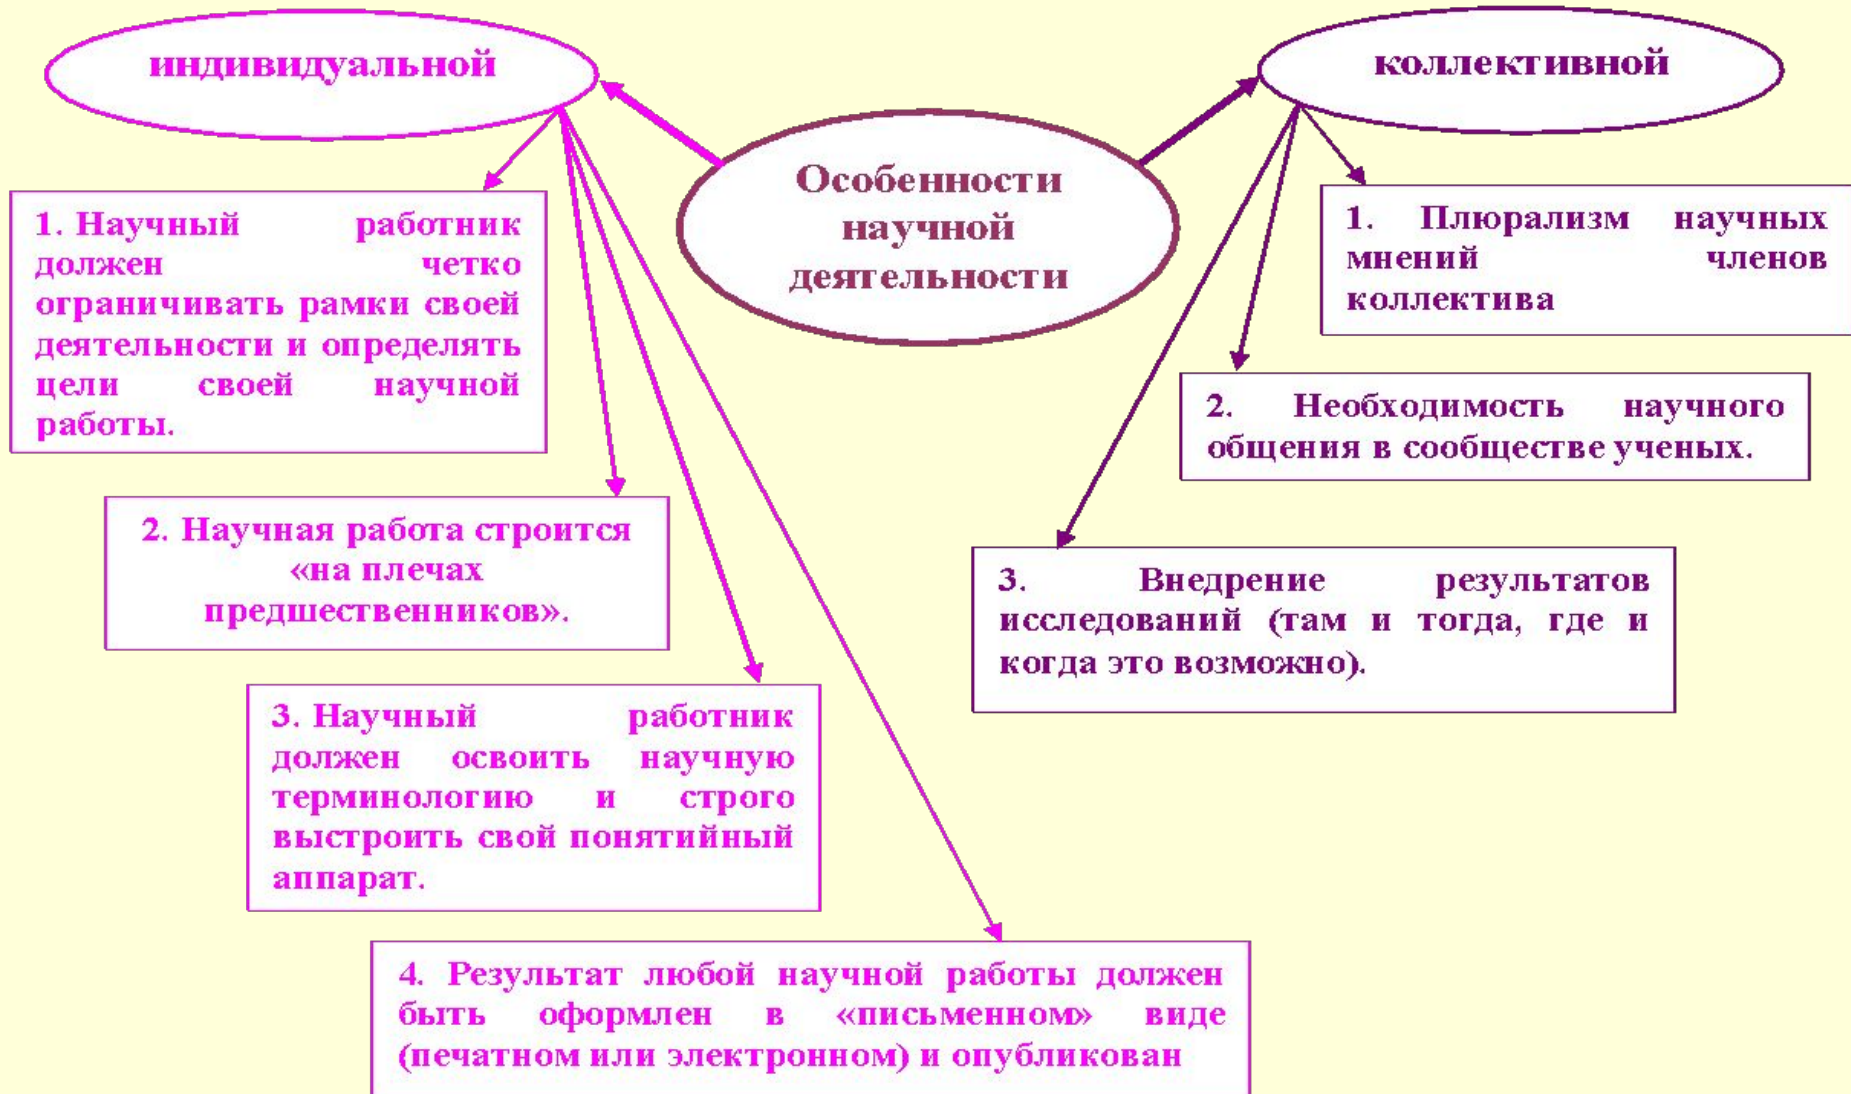 индивидуальной
коллективной
Особенности
научной
деятельности
1. Научный работник
должен четко
ограничивать рамки своей
деятельности и определять
цели своей научной
работы.
2. Научная работа строится
«на плечах
предшественников».
3. Научный работник
должен освоить научную
терминологию и строго
выстроить свой понятийный
аппарат.
4. Результат любой научной работы должен
быть оформлен в «письменном» виде
(печатном или электронном) и опубликован
1. Плюрализм научных
мнений членов
коллектива
2. Необходимость научного
общения в сообществе ученых.
3. Внедрение результатов
исследований (там и тогда, где и
когда это возможно).